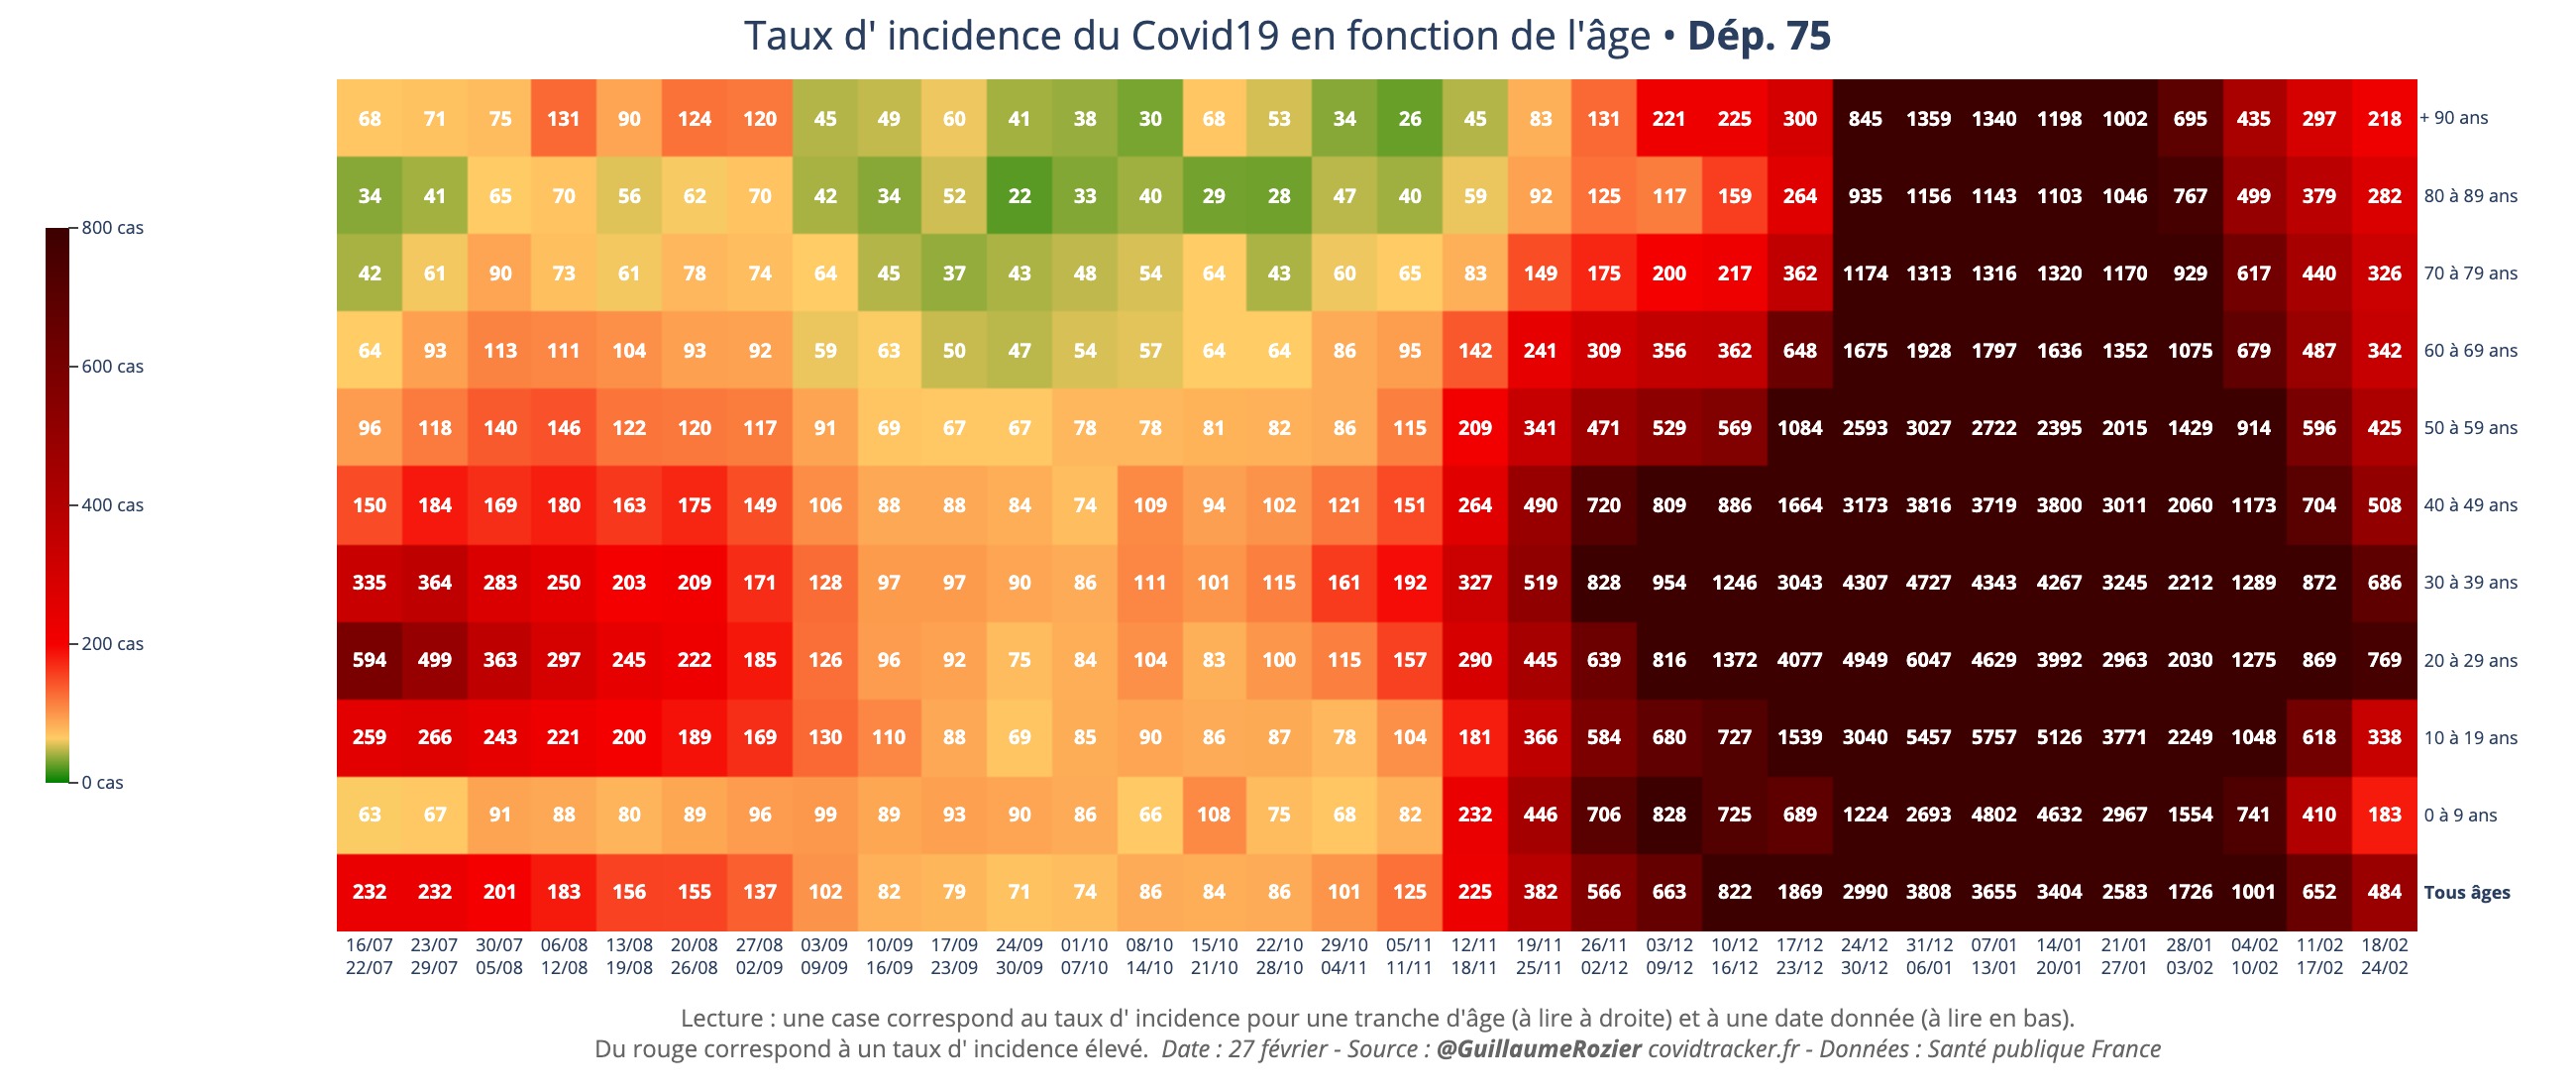 Taux d' incidence du Covid19 en fonction de l'âge • Dép. 75
800 cas
600 cas
400 cas
200 cas
0 cas
68 71 75 131 90 124 120 45 49 60 41 38 30 68 53 34 26 45 83 131 221 225 300 845 1359 1340 1198 1002 695 435 297 218 + 90 ans
34 41 65 70 56 62 70 42 34 52 22 33 40 29 28 47 40 59 92 125 117 159 264 935 1156 1143 1103 1046 767 499 379 282 80 à 89 ans
42 61 90 73 61 78 74 64 45 37 43 48 54 64 43 60 65 83 149 175 200 217 362 1174 1313 1316 1320 1170 929 617 440 326 70 à 79 ans
64 93 113 111 104 93 92 59 63 50 47 54 57 64 64 86 95 142 241 309 356 362 648 1675 1928 1797 1636 1352 1075 679 487 342 60 à 69 ans
96 118 140 146 122 120 117 91 69 67 67 78 78 81 82 86 115 209 341 471 529 569 1084 2593 3027 2722 2395 2015 1429 914 596 425 50 à 59 ans
150 184 169 180 163 175 149 106 88 88 84 74 109 94 102 121 151 264 490 720 809 886 1664 3173 3816 3719 3800 3011 2060 1173 704 508 40 à 49 ans
335 364 283 250 203 209 171 128 97 97 90 86 111 101 115 161 192 327 519 828 954 1246 3043 4307 4727 4343 4267 3245 2212 1289 872 686 30 à 39 ans
594 499 363 297 245 222 185 126 96 92 75 84 104 83 100 115 157 290 445 639 816 1372 4077 4949 6047 4629 3992 2963 2030 1275 869 769 20 à 29 ans
259 266 243 221 200 189 169 130 110 88 69 85 90 86 87 78 104 181 366 584 680 727 1539 3040 5457 5757 5126 3771 2249 1048 618 338 10 à 19 ans
63 67 91 88 80 89 96 99 89 93 90 86 66 108 75 68 82 232 446 706 828 725 689 1224 2693 4802 4632 2967 1554 741 410 183 0 à 9 ans
232 232 201 183 156 155 137 102 82 79 71 74 86 84 86 101 125 225 382 566 663 822 1869 2990 3808 3655 3404 2583 1726 1001 652 484 Tous âges
16/07 23/07 30/07 06/08 13/08 20/08 27/08 03/09 10/09 17/09 24/09 01/10 08/10 15/10 22/10 29/10 05/11 12/11 19/11 26/11 03/12 10/12 17/12 24/12 31/12 07/01 14/01 21/01 28/01 04/02 11/02 18/02
22/07 29/07 05/08 12/08 19/08 26/08 02/09 09/09 16/09 23/09 30/09 07/10 14/10 21/10 28/10 04/11 11/11 18/11 25/11 02/12 09/12 16/12 23/12 30/12 06/01 13/01 20/01 27/01 03/02 10/02 17/02 24/02
Lecture : une case correspond au taux d' incidence pour une tranche d'âge (à lire à droite) et à une date donnée (à lire en bas).
Du rouge correspond à un taux d' incidence élevé. Date : 27 février - Source : @GuillaumeRozier covidtracker.fr - Données : Santé publique France